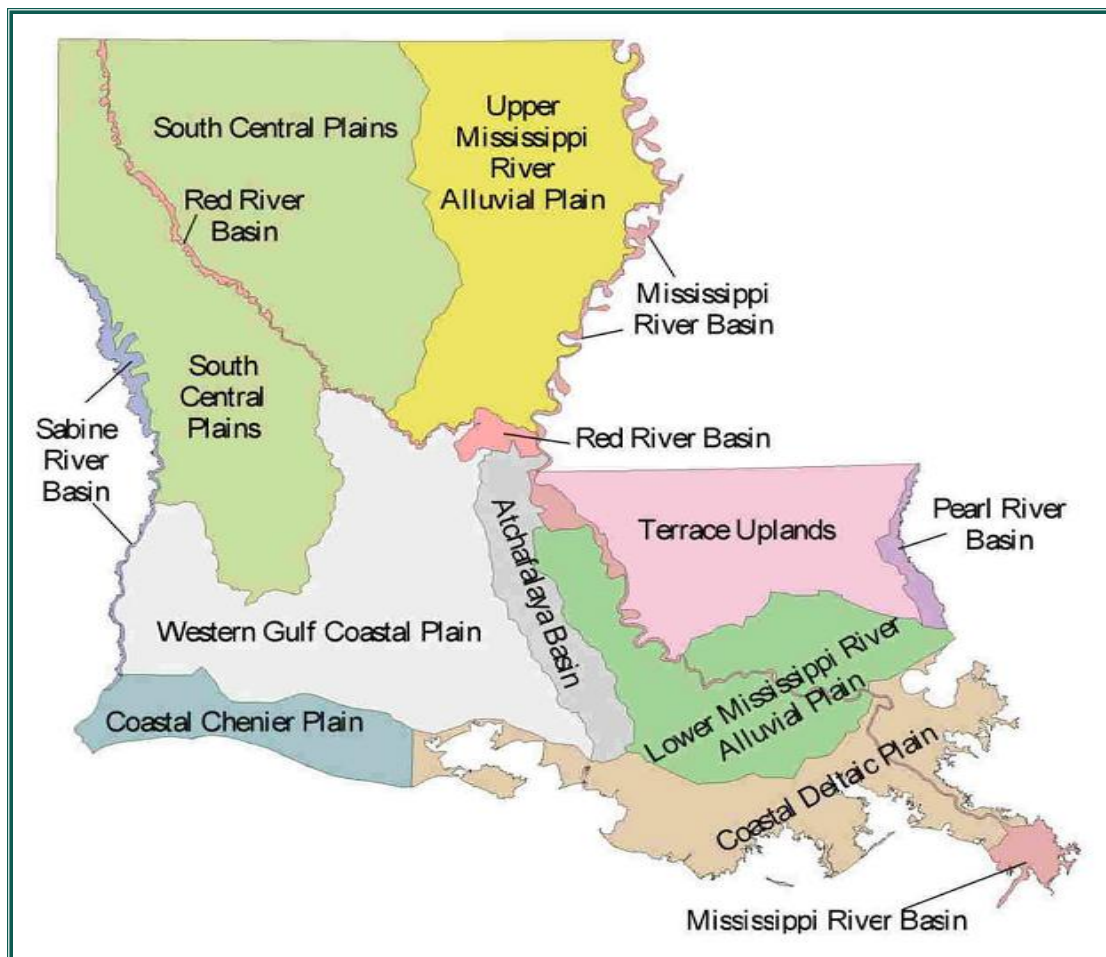 South Central Plains
Upper
Mississippi
River
Alluvial Plain
Red River
Basin
Mississippi
River Basin
South
Central
Plains
Sabine
River
Basin
Red River Basin
Atchafalaya Basin
Terrace Uplands
Pearl River
Basin
Western Gulf Coastal Plain
Lower Mississippi River
Alluvial Plain
Coastal Chenier Plain
Coastal Deltaic Plain
Mississippi River Basin